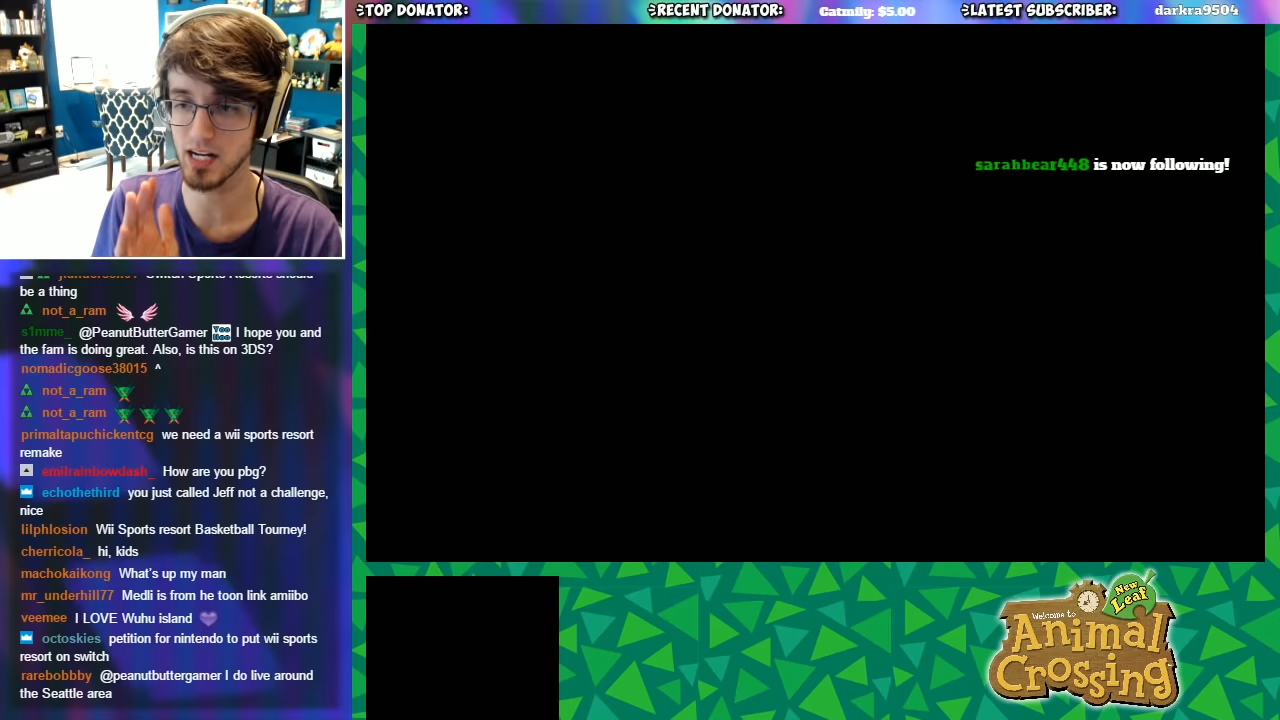 TOP DONATOR:
RECENT DONATOR:
Catmily: $5.00
LATEST SUBSCRIBER:
darkra9504
sarahbear448 is now following!
be a thing
not_a_ram
s1mme_ @PeanutButterGamer I hope you and
the fam is doing great. Also, is this on 3DS?
nomadicgoose38015 ^
not_a_ram
not_a_ram
primaltapuchickentcg we need a wii sports resort
remake
emilrainbowdash_ How are you pbg?
echothethird you just called Jeff not a challenge,
nice
lilphlosion Wii Sports resort Basketball Tourney!
cherricola_ hi, kids
machokaikong What's up my man
mr_underhill77 Medli is from he toon link amiibo
veemee I LOVE Wuhu island
octoskies petition for nintendo to put wii sports
resort on switch
rarebobbby @peanutbuttergamer I do live around
the Seattle area
Welcome to
Animal
Crossing
New
Leaf